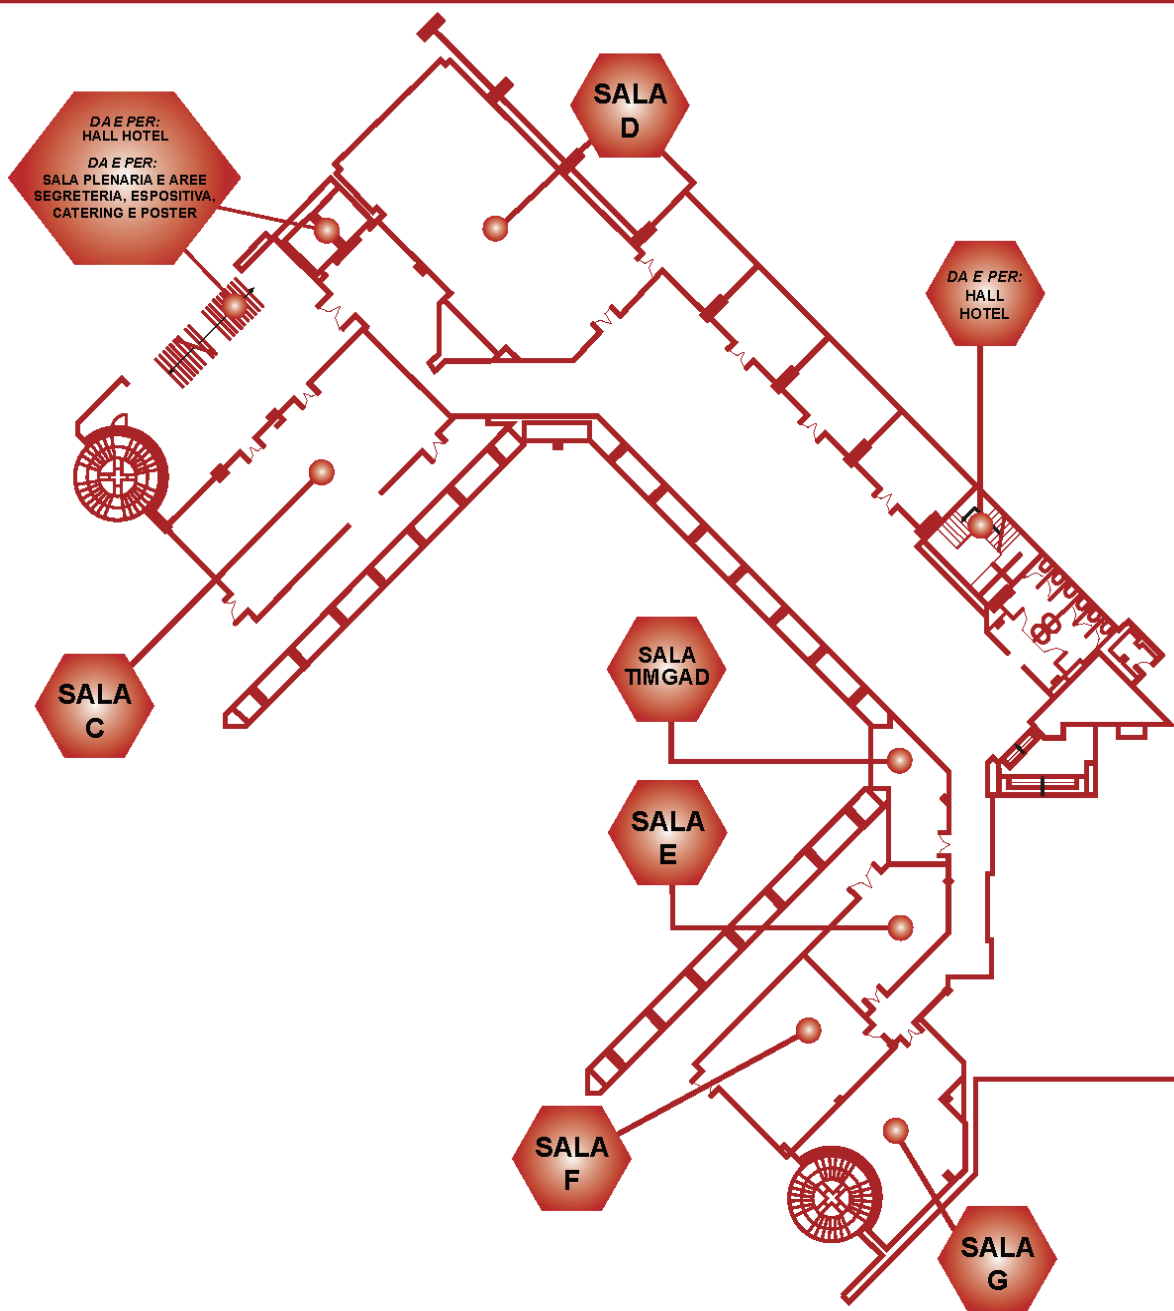 SALA
D
DA E PER:
HALL HOTEL
DA E PER:
SALA PLENARIA E AREE
SEGRETERIA, ESPOSITIVA,
CATERING E POSTER
DA E PER:
HALL
HOTEL
SALA
TIMGAD
SALA
C
SALA
E
SALA
F
SALA
G